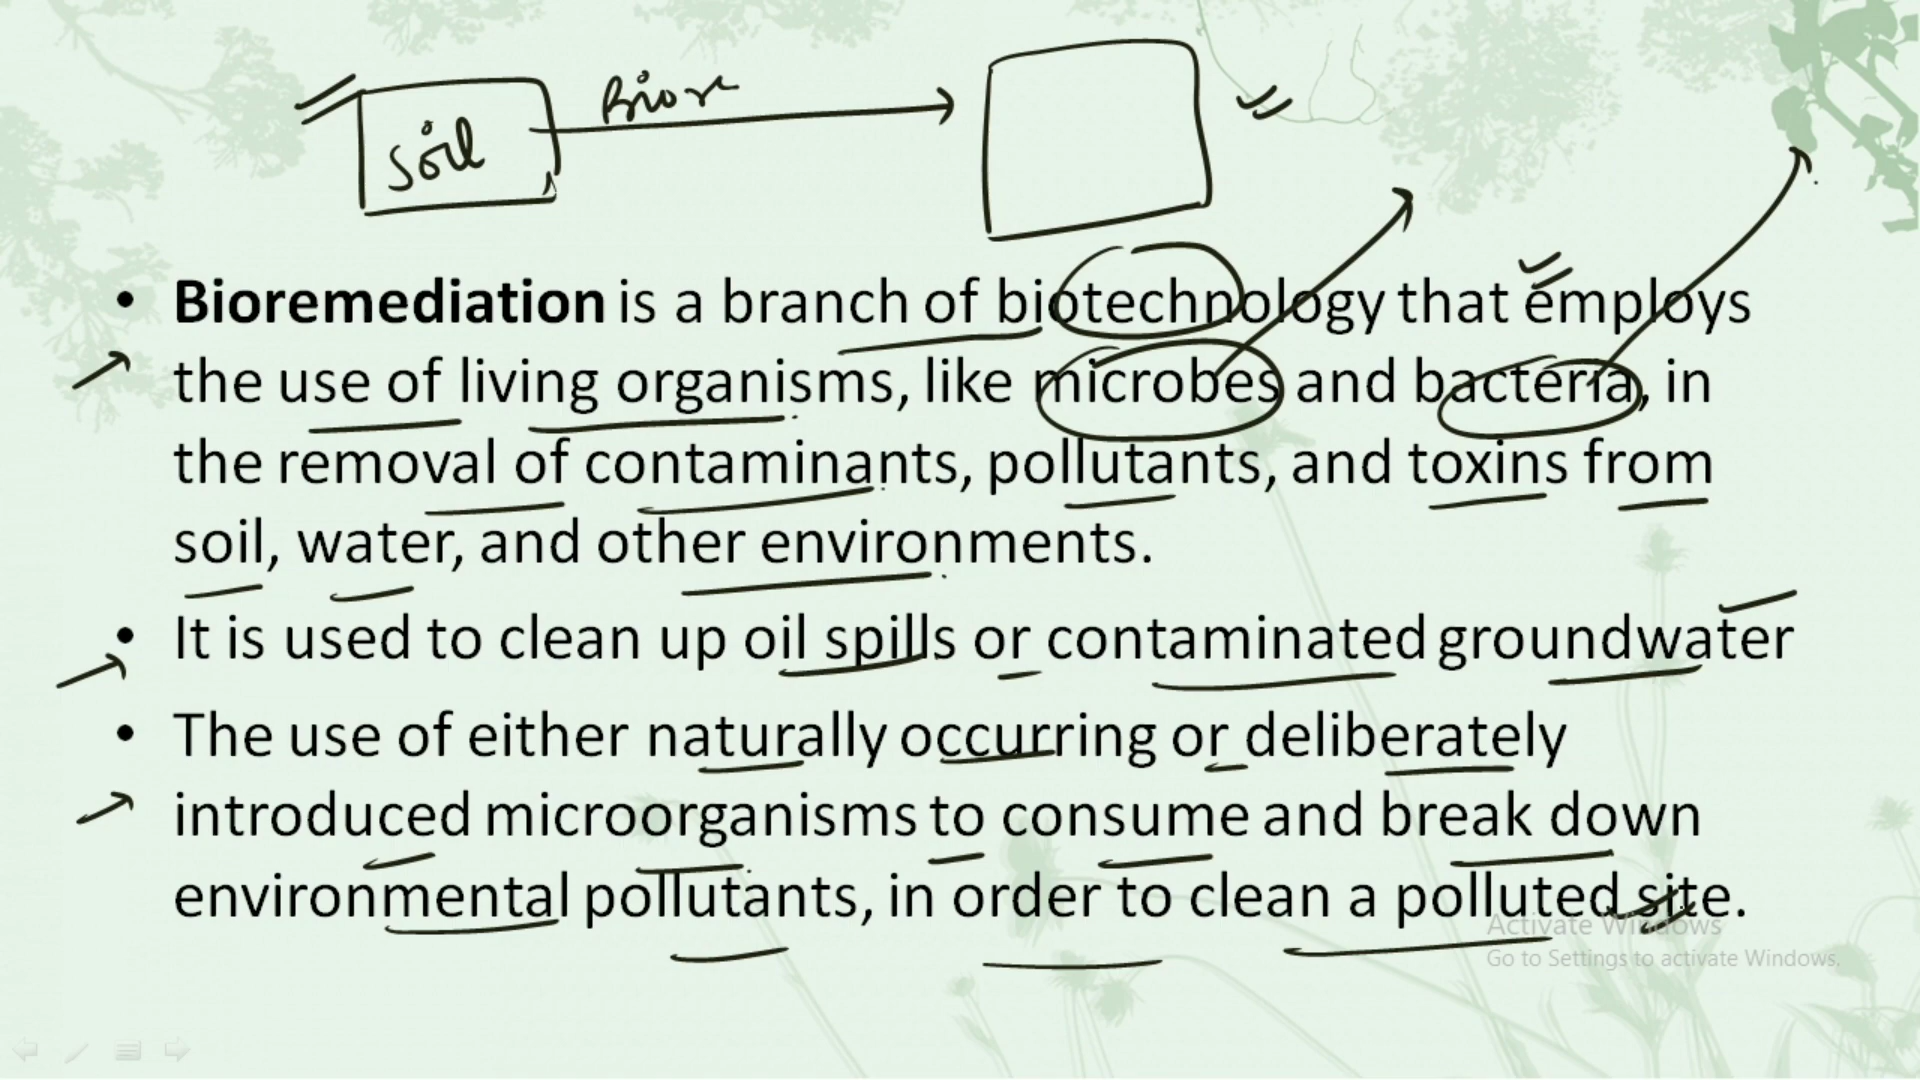 soil
Biore
• Bioremediation is a branch of biotechnology that employs
the use of living organisms, like microbes and bacteria, in
the removal of contaminants, pollutants, and toxins from
soil, water, and other environments.
• It is used to clean up oil spills or contaminated groundwater
• The use of either naturally occurring or deliberately
introduced microorganisms to consume and break down
environmental pollutants, in order to clean a polluted site.
Activate Windows
Go to Settings to activate Windows.